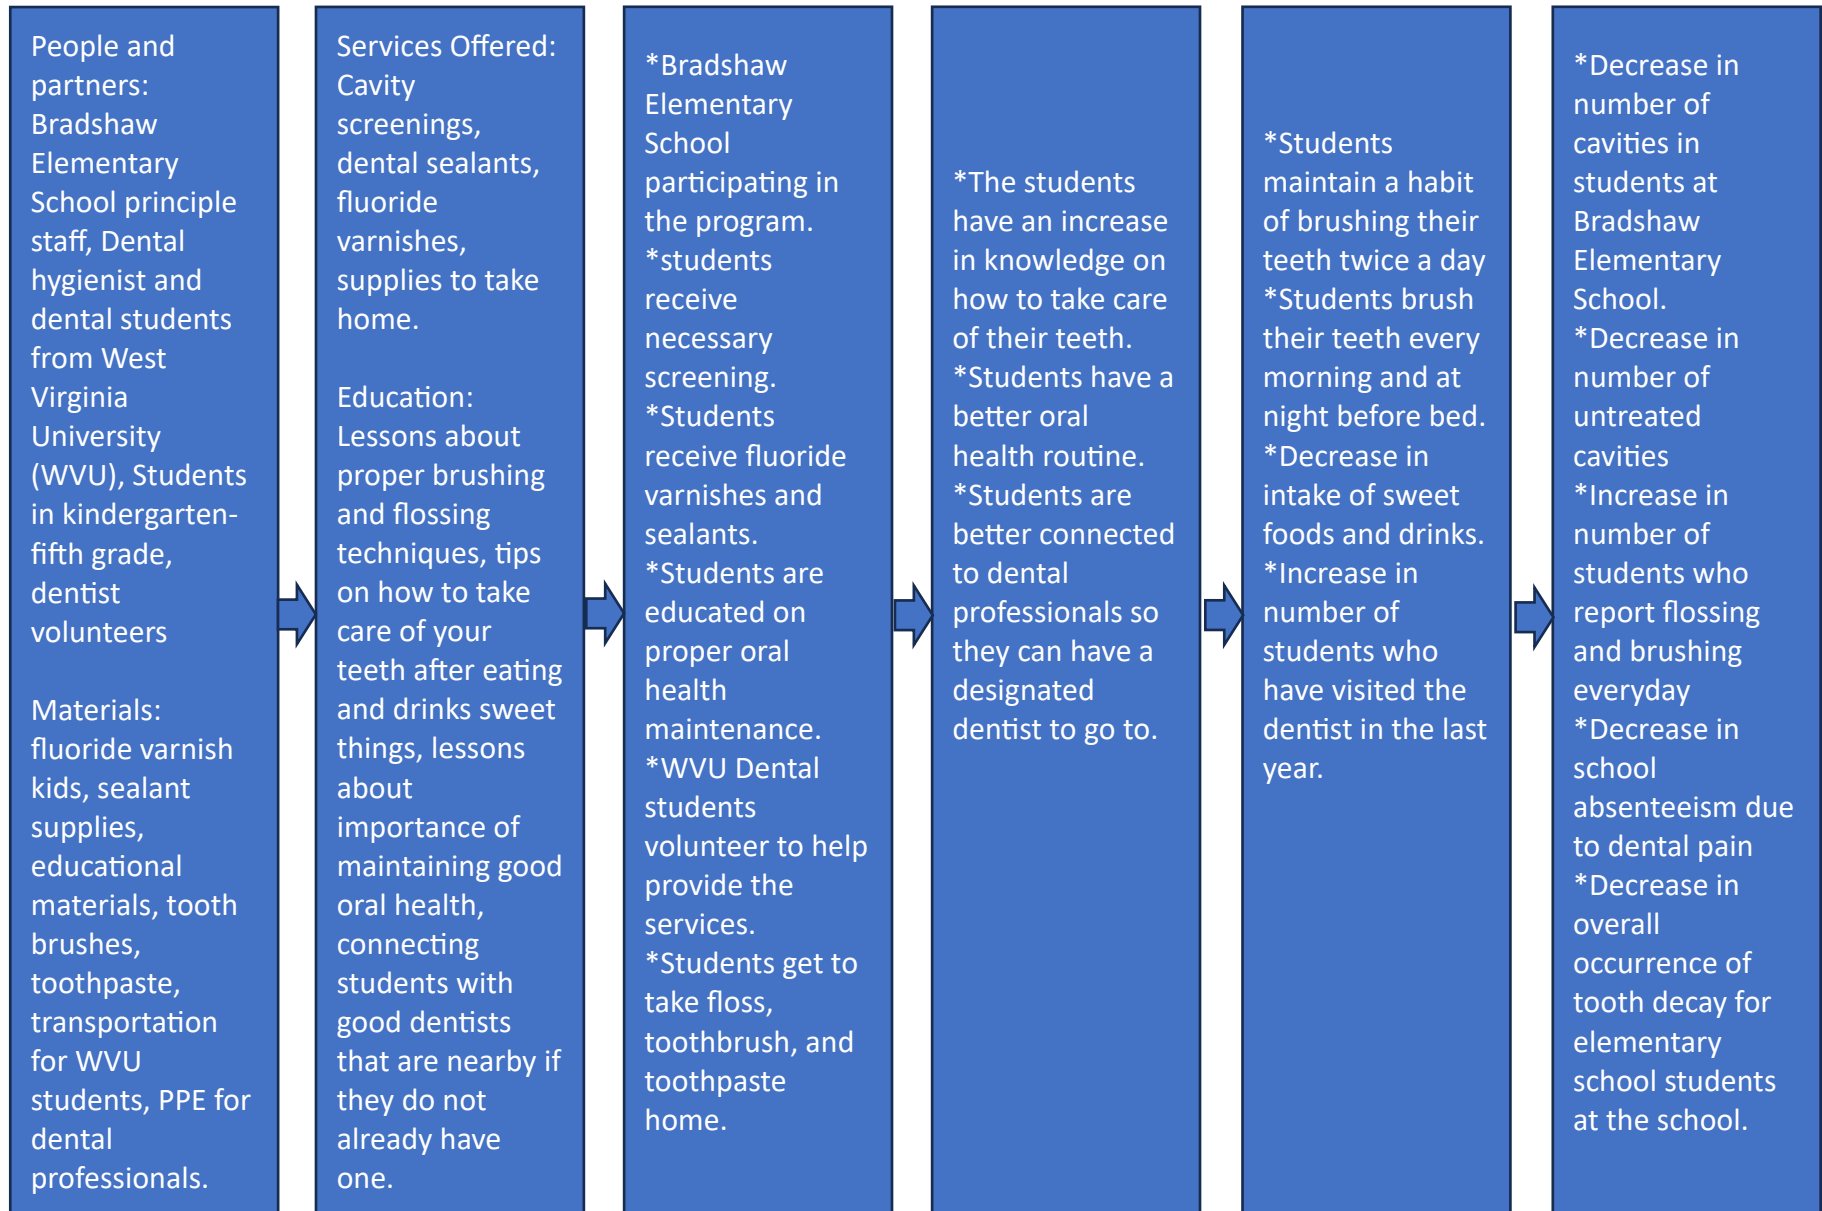 People and
partners:
Bradshaw
Elementary
School principle
staff, Dental
hygienist and
dental students
from West
Virginia
University
(WVU), Students
in kindergarten-
fifth grade,
dentist
volunteers
Materials:
fluoride varnish
kids, sealant
supplies,
educational
materials, tooth
brushes,
toothpaste,
transportation
for WVU
students, PPE for
dental
professionals.
Services Offered:
Cavity
screenings,
dental sealants,
fluoride
varnishes,
supplies to take
home.
Education:
Lessons about
proper brushing
and flossing
techniques, tips
on how to take
care of your
teeth after eating
and drinks sweet
things, lessons
about
importance of
maintaining good
oral health,
connecting
students with
good dentists
that are nearby if
they do not
already have
one.
*Bradshaw
Elementary
School
participating in
the program.
*students
receive
necessary
screening.
*Students
receive fluoride
varnishes and
sealants.
*Students are
educated on
proper oral
health
maintenance.
*WVU Dental
students
volunteer to help
provide the
services.
*Students get to
take floss,
toothbrush, and
toothpaste
home.
*The students
have an increase
in knowledge on
how to take care
of their teeth.
*Students have a
better oral
health routine.
*Students are
better connected
to dental
professionals so
they can have a
designated
dentist to go to.
*Students
maintain a habit
of brushing their
teeth twice a day
*Students brush
their teeth every
morning and at
night before bed.
*Decrease in
intake of sweet
foods and drinks.
*Increase in
number of
students who
have visited the
dentist in the last
year.
*Decrease in
number of
cavities in
students at
Bradshaw
Elementary
School.
*Decrease in
number of
untreated
cavities
*Increase in
number of
students who
report flossing
and brushing
everyday
*Decrease in
school
absenteeism due
to dental pain
*Decrease in
overall
occurrence of
tooth decay for
elementary
school students
at the school.